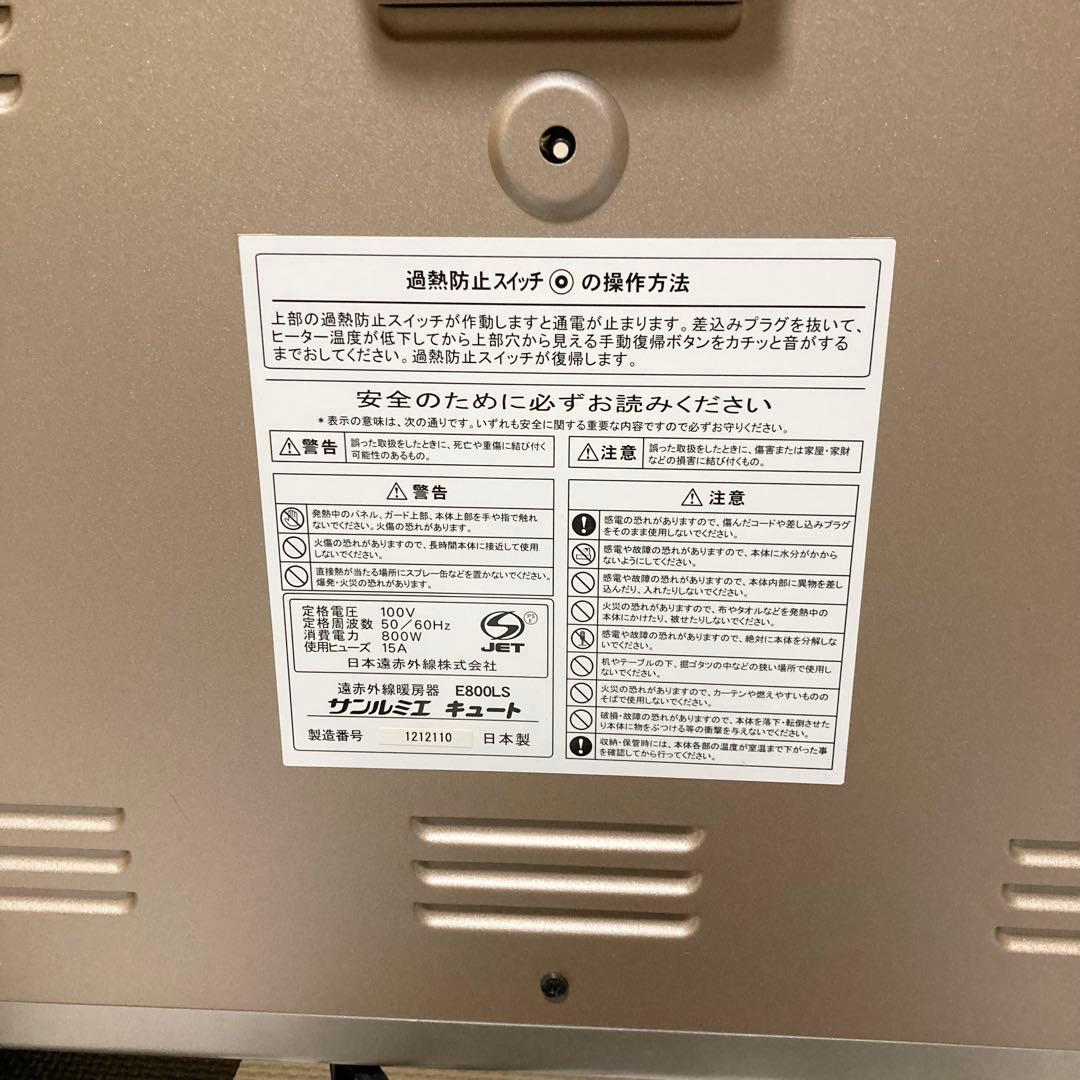 過熱防止スイッチ の操作方法
上部の過熱防止スイッチが作動しますと通電が止まります。差込みプラグを抜いて、
ヒーター温度が低下してから上部穴から見える手動復帰ボタンをカチッと音がする
までおしてください。過熱防止スイッチが復帰します。
安全のために必ずお読みください
*表示の意味は、次の通りです。いずれも安全に関する重要な内容ですので必ずお守りください。
警告
誤った取扱をしたときに、死亡や重傷に結び付く
可能性のあるもの。
注意
誤った取扱をしたときに、傷害または家屋・家財
などの損害に結び付くもの。
警告
発熱中のパネル、ガード上部、本体上部を手や指で触れ
ないでください。火傷の恐れがあります。
火傷の恐れがありますので、長時間本体に接近して使用
しないでください。
直接熱が当たる場所にスプレー缶などを置かないでください。
爆発・火災の恐れがあります。
定格電圧 100V
定格周波数 50/60Hz
消費電力 800W
使用ヒューズ 15A
PS
E
JET
日本遠赤外線株式会社
遠赤外線暖房器 E800LS
サンルミエ キュート
製造番号 1212110 日本製
注意
感電の恐れがありますので、傷んだコードや差し込みプラグ
をそのまま使用しないでください。
感電や故障の恐れがありますので、本体に水分がかから
ないようにしてください。
感電や故障の恐れがありますので、本体内部に異物を差し
込んだり、入れたりしないでください。
火災の恐れがありますので、布やタオルなどを発熱中の
本体にかけたり、被せたりしないでください。
感電や故障の恐れがありますので、絶対に本体を分解しな
いでください。
机やテーブルの下、掘ゴタツの中などの狭い場所で使用し
ないでください。
火災の恐れがありますので、カーテンや燃えやすいものの
そばで使用しないでください。
破損・故障の恐れがありますので、本体を落下・転倒させた
り本体に物をぶつける等の衝撃を与えないでください。
収納・保管時には、本体各部の温度が室温まで下がった事
を確認してから行ってください。